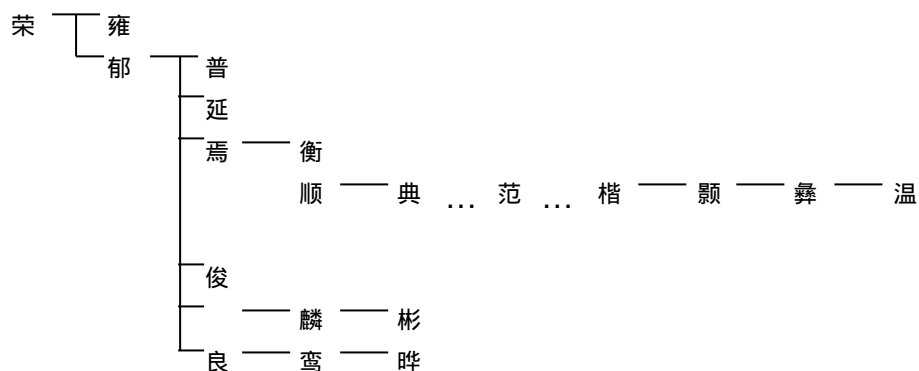 荣 雍
郁 普
延
焉 衡
顺 典 … 范 … 楷 颢 彝 温
俊
麟 彬
良 鸾 晔